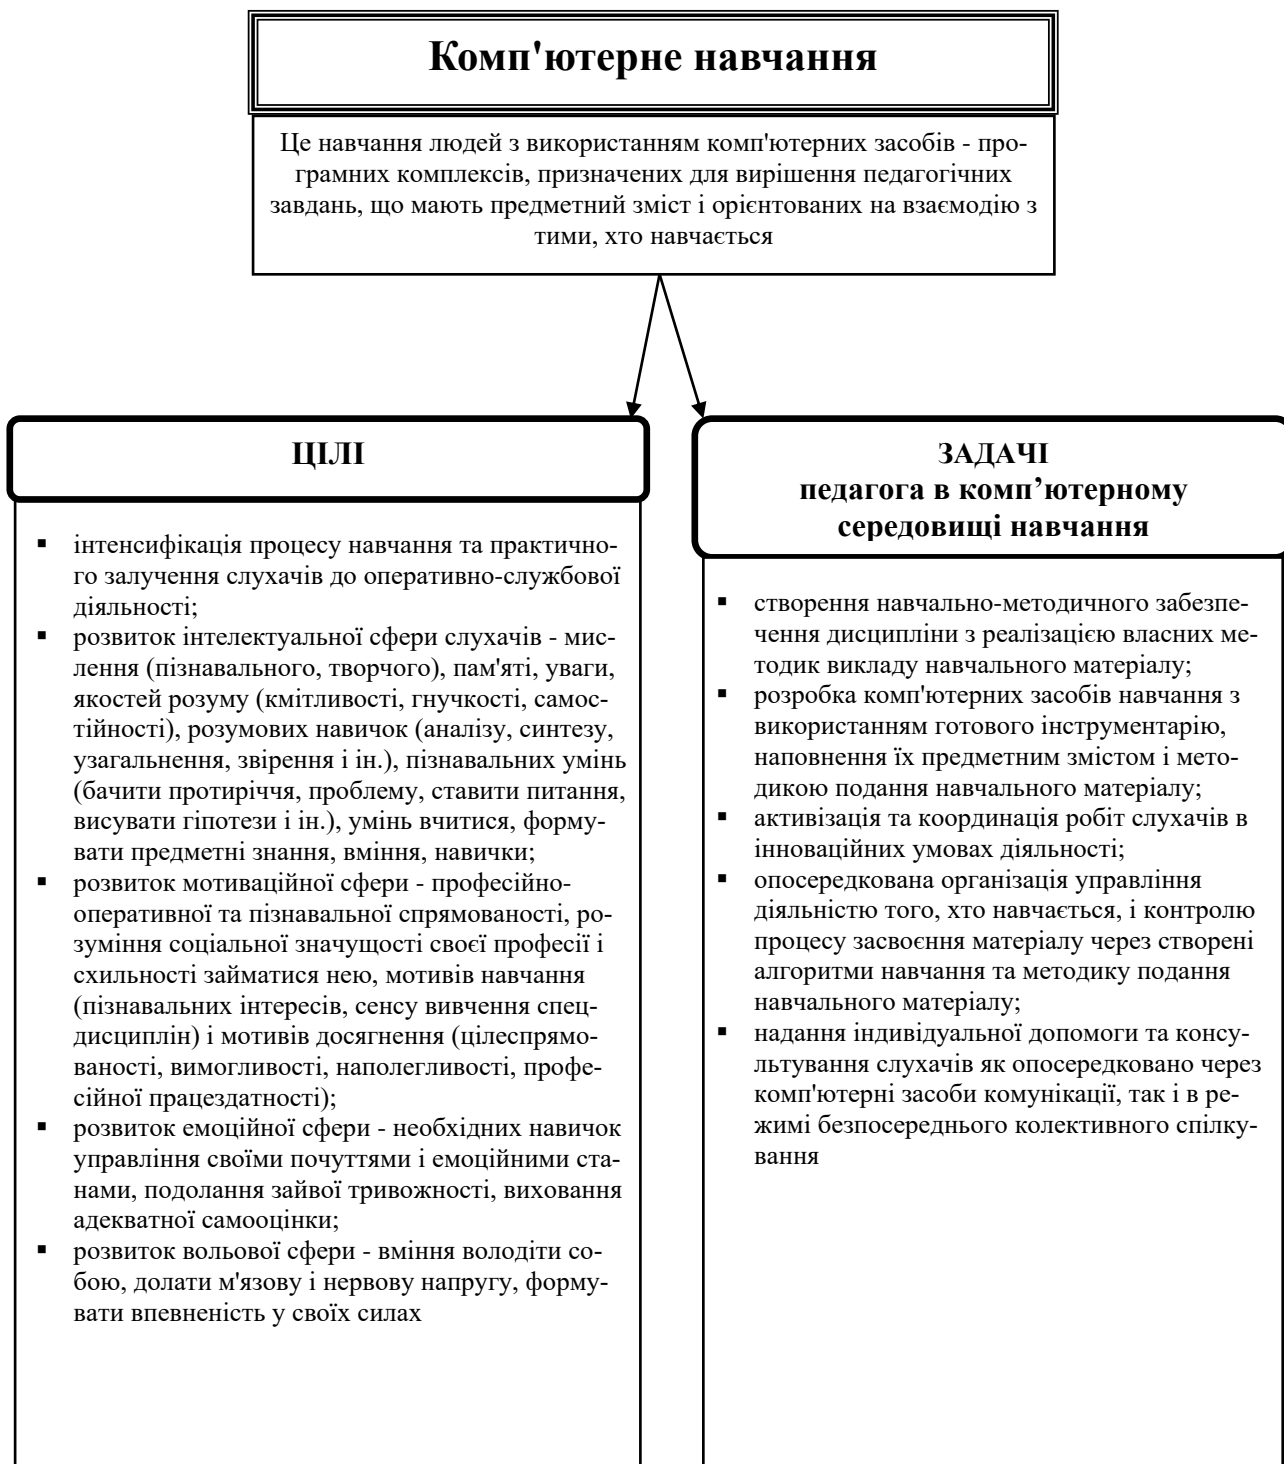 Комп'ютерне навчання
Це навчання людей з використанням комп'ютерних засобів - про-
грамних комплексів, призначених для вирішення педагогічних
завдань, що мають предметний зміст і орієнтованих на взаємодію з
тими, хто навчається
ЦІЛІ
▪ інтенсифікація процесу навчання та практично-
го залучення слухачів до оперативно-службової
діяльності;
▪ розвиток інтелектуальної сфери слухачів - мис-
лення (пізнавального, творчого), пам'яті, уваги,
якостей розуму (кмітливості, гнучкості, самос-
тійності), розумових навичок (аналізу, синтезу,
узагальнення, звірення і ін.), пізнавальних умінь
(бачити протиріччя, проблему, ставити питання,
висувати гіпотези і ін.), умінь вчитися, форму-
вати предметні знання, вміння, навички;
▪ розвиток мотиваційної сфери - професійно-
оперативної та пізнавальної спрямованості, ро-
зуміння соціальної значущості своєї професії і
схильності займатися нею, мотивів навчання
(пізнавальних інтересів, сенсу вивчення спец-
дисциплін) і мотивів досягнення (цілеспрямо-
ваності, вимогливості, наполегливості, профе-
сійної працездатності);
▪ розвиток емоційної сфери - необхідних навичок
управління своїми почуттями і емоційними ста-
нами, подолання зайвої тривожності, виховання
адекватної самооцінки;
▪ розвиток вольової сфери - вміння володіти со-
бою, долати м'язову і нервову напругу, форму-
вати впевненість у своїх силах
ЗАДАЧІ
педагога в комп’ютерному
середовищі навчання
▪ створення навчально-методичного забезпе-
чення дисципліни з реалізацією власних ме-
тодик викладу навчального матеріалу;
▪ розробка комп'ютерних засобів навчання з
використанням готового інструментарію,
наповнення їх предметним змістом і мето-
дикою подання навчального матеріалу;
▪ активізація та координація робіт слухачів в
інноваційних умовах діяльності;
▪ опосередкована організація управління
діяльністю того, хто навчається, і контролю
процесу засвоєння матеріалу через створені
алгоритми навчання та методику подання
навчального матеріалу;
▪ надання індивідуальної допомоги та консу-
льтування слухачів як опосередковано через
комп'ютерні засоби комунікації, так і в ре-
жимі безпосереднього колективного спілку-
вання